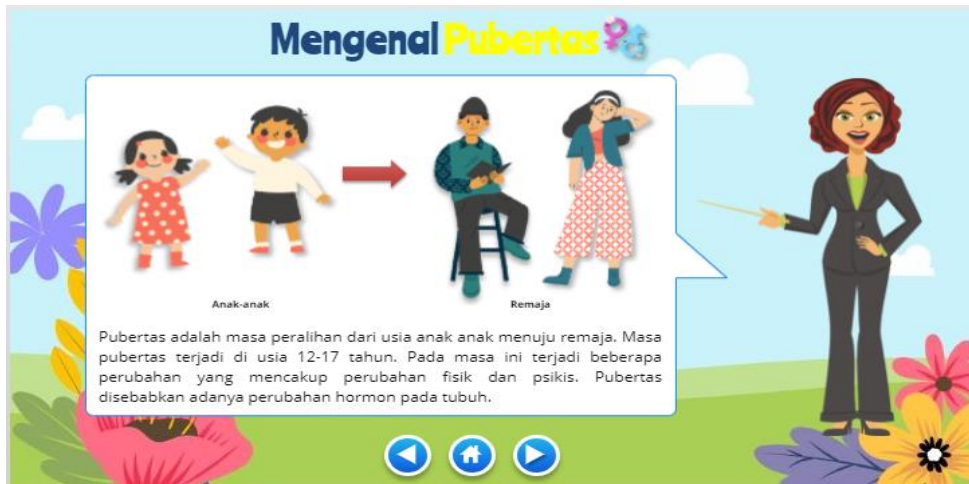 Mengenal Pubertas
Anak-anak
Remaja
Pubertas adalah masa peralihan dari usia anak anak menuju remaja. Masa
pubertas terjadi di usia 12-17 tahun. Pada masa ini terjadi beberapa
perubahan yang mencakup perubahan fisik dan psikis. Pubertas
disebabkan adanya perubahan hormon pada tubuh.